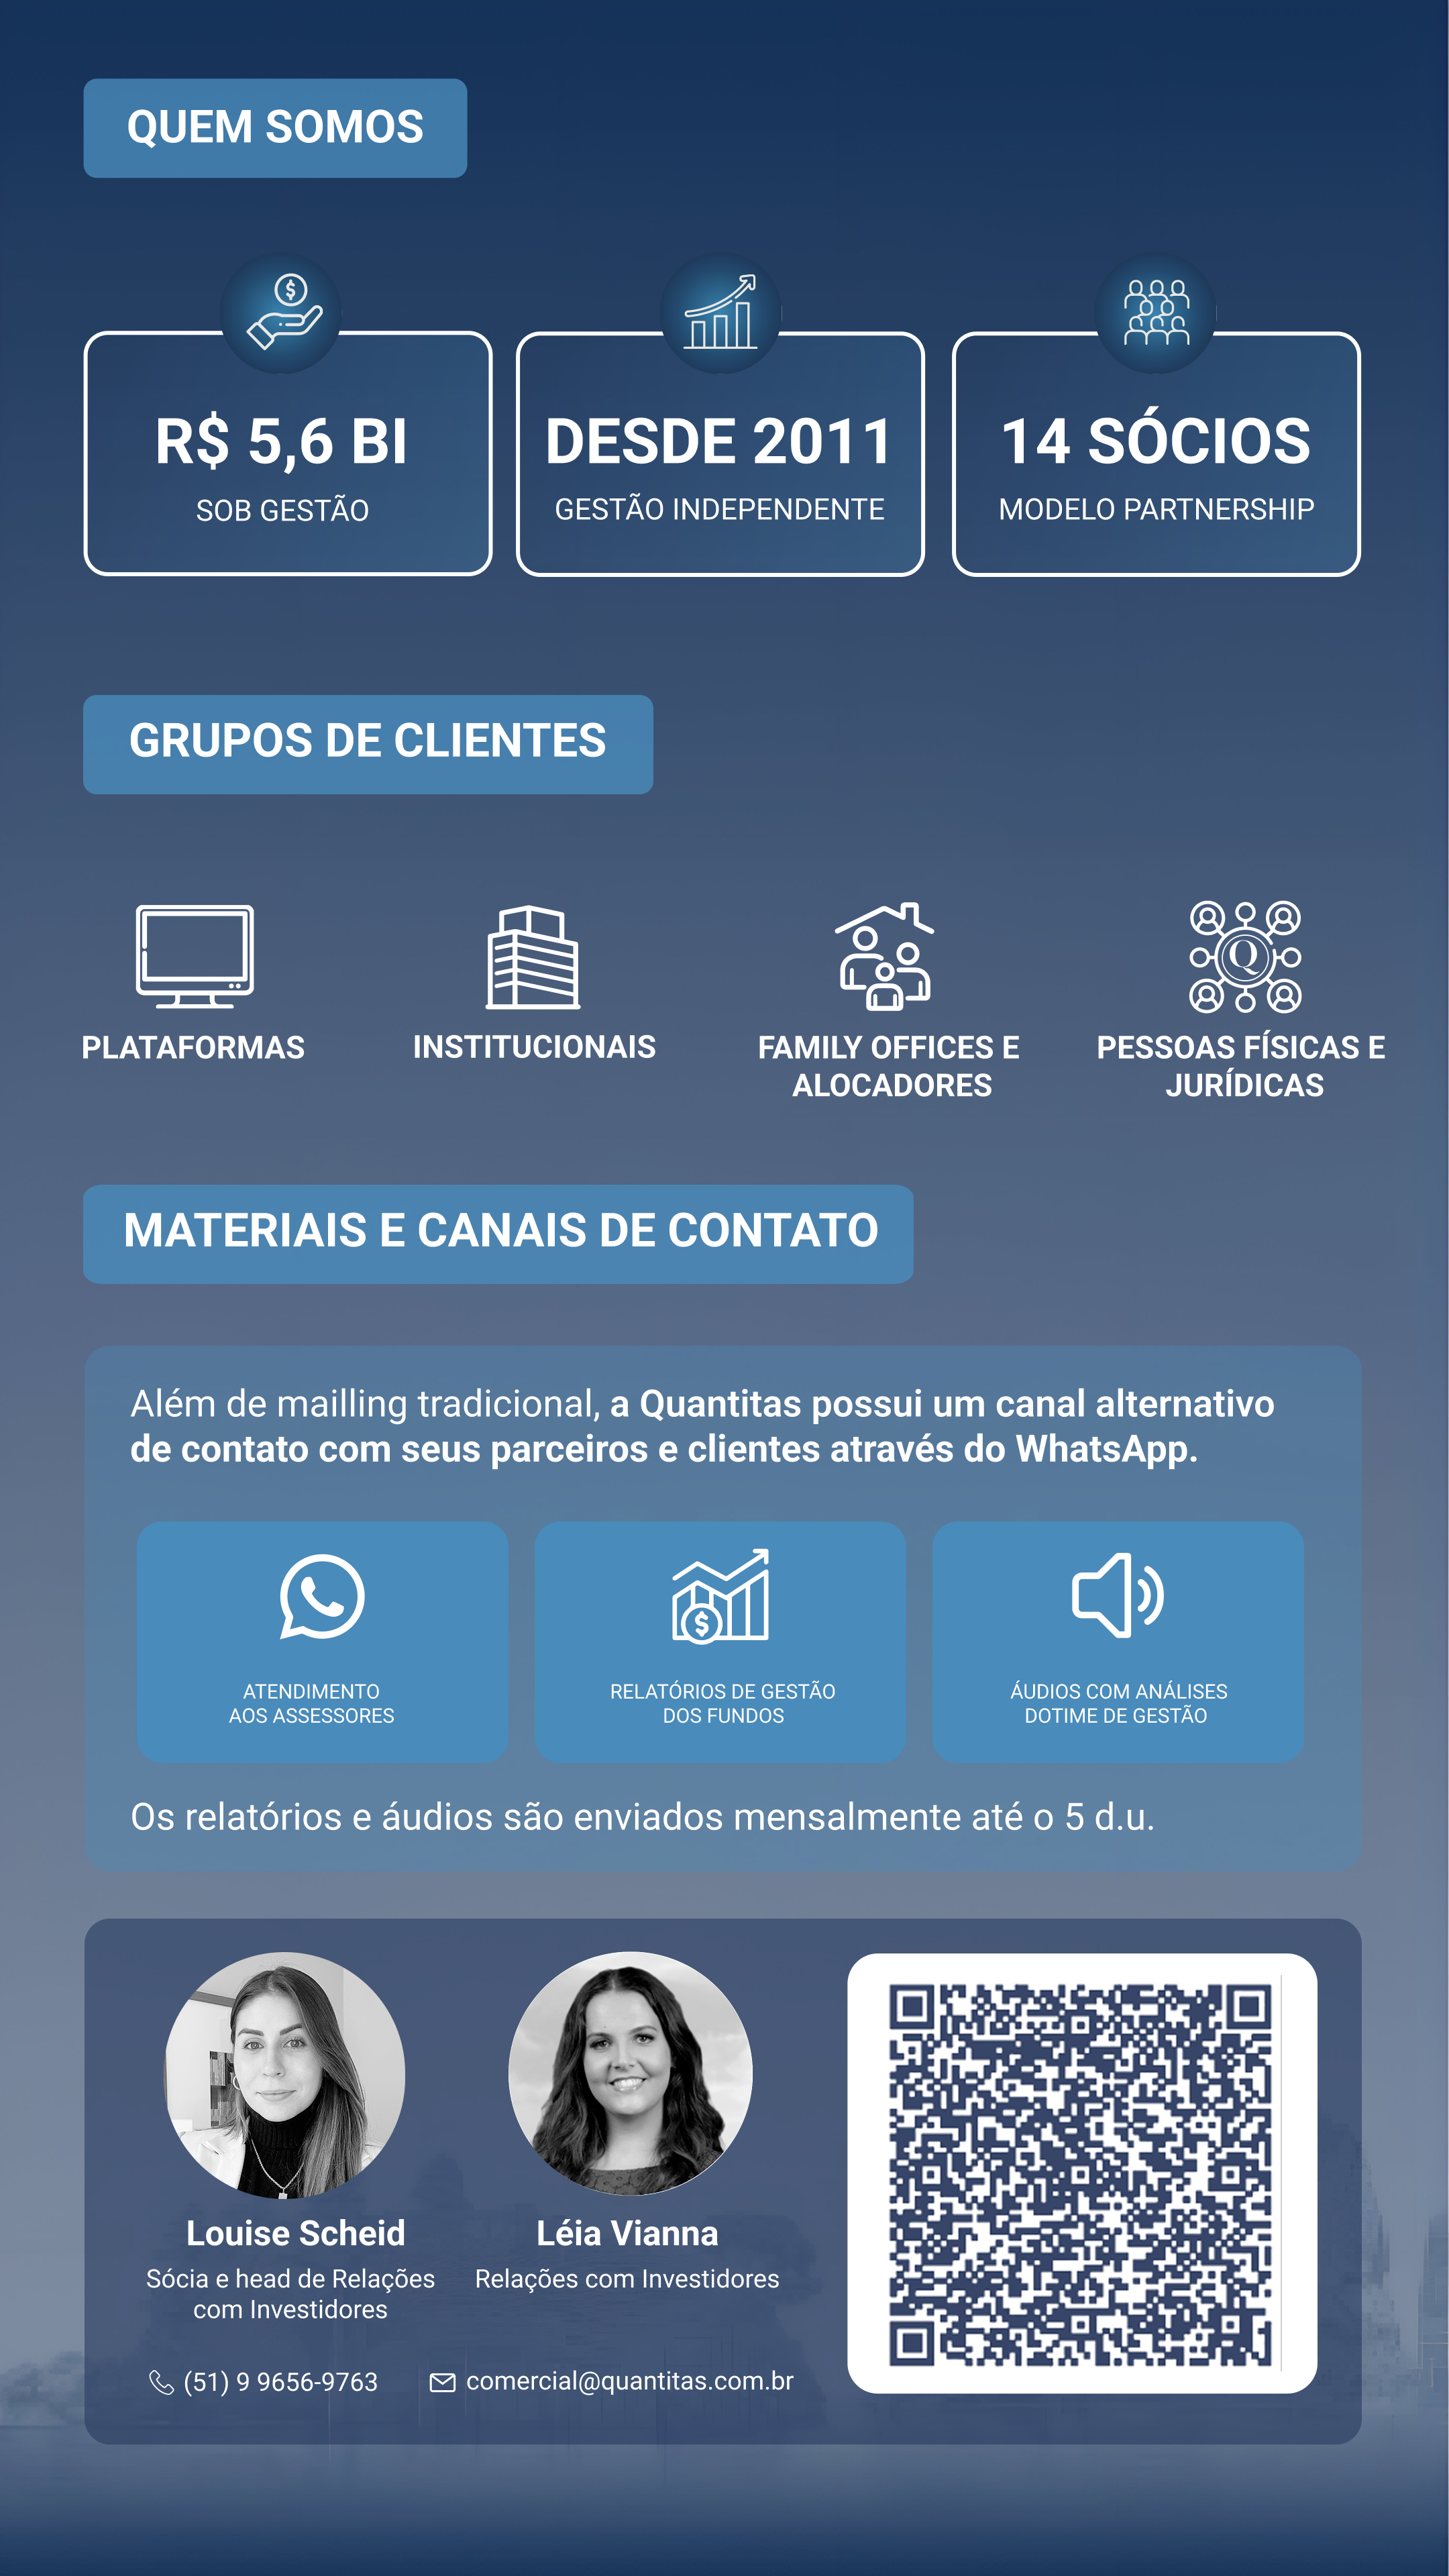 QUEM SOMOS
R$ 5,6 BI
SOB GESTÃO
DESDE 2011
GESTÃO INDEPENDENTE
14 SÓCIOS
MODELO PARTNERSHIP
GRUPOS DE CLIENTES
PLATAFORMAS
INSTITUCIONAIS
FAMILY OFFICES E
ALOCADORES
Q
PESSOAS FÍSICAS E
JURÍDICAS
MATERIAIS E CANAIS DE CONTATO
Além de mailling tradicional, a Quantitas possui um canal alternativo
de contato com seus parceiros e clientes através do WhatsApp.
ATENDIMENTO
AOS ASSESSORES
RELATÓRIOS DE GESTÃO
DOS FUNDOS
ÁUDIOS COM ANÁLISES
DOTIME DE GESTÃO
Os relatórios e áudios são enviados mensalmente até o 5 d.u.
Louise Scheid
Sócia e head de Relações
com Investidores
Léia Vianna
Relações com Investidores
(51) 9 9656-9763
comercial@quantitas.com.br